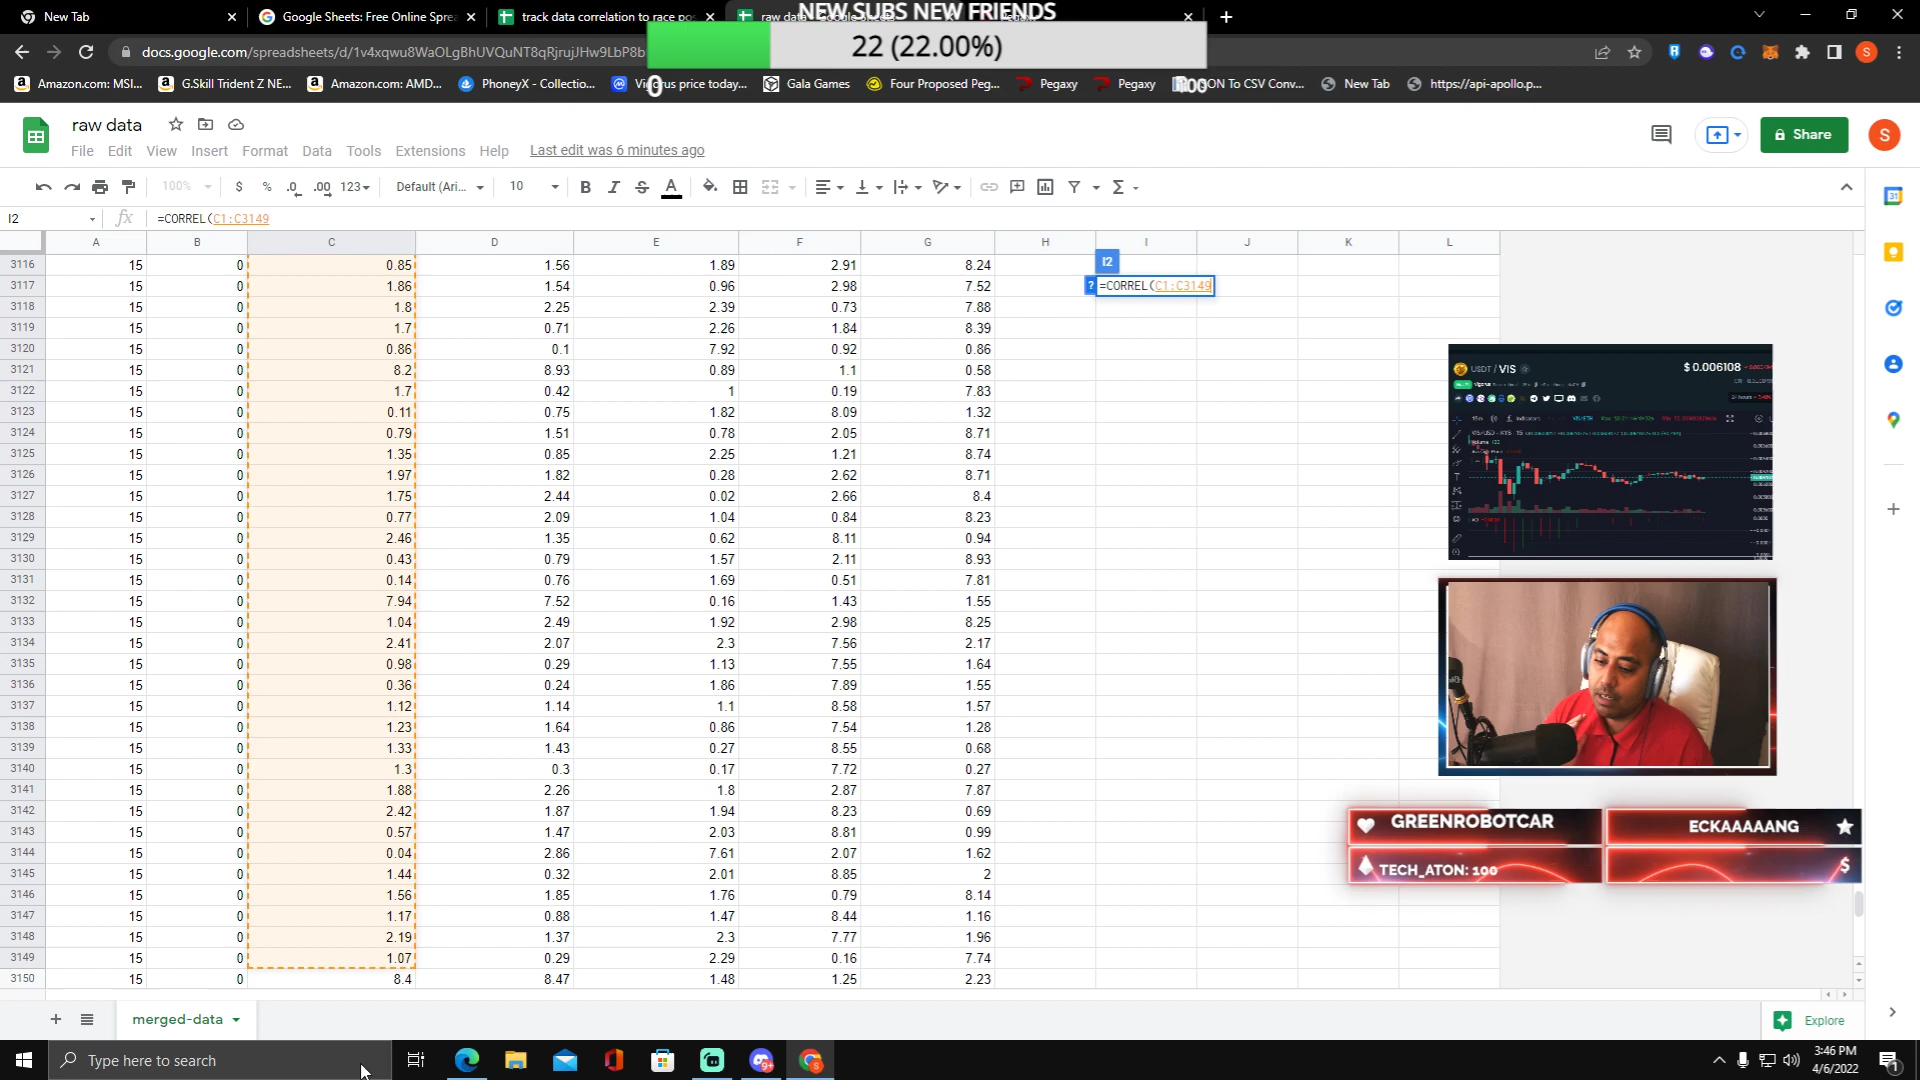 New Tab
Google Sheets: Free Online Sprea
track data correlation to race pos
raw data - Google Sheets
NEW SUBS NEW FRIENDS
22 (22.00%)
0
100
docs.google.com/spreadsheets/d/1v4xqwu8WaOLgBhUVQuNT8qRjrujJHw9LbP8b
S
Amazon.com: MSI...
G.Skill Trident Z NE...
Amazon.com: AMD...
PhoneyX - Collectio...
Vigorus price today...
Gala Games
Four Proposed Peg...
Pegaxy
Pegaxy
JSON To CSV Conv...
New Tab
https://api-apollo.p...
raw data
File Edit View Insert Format Data Tools Extensions Help Last edit was 6 minutes ago
Share
S
100% $ % .0 .00 123 Default (Ari... 10 B I S A
I2 fx =CORREL(C1:C3149
A B C D E F G H I J K L
3116 15 0 0.85 1.56 1.89 2.91 8.24
I2
3117 15 0 1.86 1.54 0.96 2.98 7.52 ? =CORREL(C1:C3149
3118 15 0 1.8 2.25 2.39 0.73 7.88
3119 15 0 1.7 0.71 2.26 1.84 8.39
3120 15 0 0.86 0.1 7.92 0.92 0.86
3121 15 0 8.2 8.93 0.89 1.1 0.58
3122 15 0 1.7 0.42 1 0.19 7.83
3123 15 0 0.11 0.75 1.82 8.09 1.32
3124 15 0 0.79 1.51 0.78 2.05 8.71
3125 15 0 1.35 0.85 2.25 1.21 8.74
3126 15 0 1.97 1.82 0.28 2.62 8.71
3127 15 0 1.75 2.44 0.02 2.66 8.4
3128 15 0 0.77 2.09 1.04 0.84 8.23
3129 15 0 2.46 1.35 0.62 8.11 0.94
3130 15 0 0.43 0.79 1.57 2.11 8.93
3131 15 0 0.14 0.76 1.69 0.51 7.81
3132 15 0 7.94 7.52 0.16 1.43 1.55
3133 15 0 1.04 2.49 1.92 2.98 8.25
3134 15 0 2.41 2.07 2.3 7.56 2.17
3135 15 0 0.98 0.29 1.13 7.55 1.64
3136 15 0 0.36 0.24 1.86 7.89 1.55
3137 15 0 1.12 1.14 1.1 8.58 1.57
3138 15 0 1.23 1.64 0.86 7.54 1.28
3139 15 0 1.33 1.43 0.27 8.55 0.68
3140 15 0 1.3 0.3 0.17 7.72 0.27
3141 15 0 1.88 2.26 1.8 2.87 7.87
3142 15 0 2.42 1.87 1.94 8.23 0.69
3143 15 0 0.57 1.47 2.03 8.81 0.99
3144 15 0 0.04 2.86 7.61 2.07 1.62
3145 15 0 1.44 0.32 2.01 8.85 2
3146 15 0 1.56 1.85 1.76 0.79 8.14
3147 15 0 1.17 0.88 1.47 8.44 1.16
3148 15 0 2.19 1.37 2.3 7.77 1.96
3149 15 0 1.07 0.29 2.29 0.16 7.74
3150 15 0 8.4 8.47 1.48 1.25 2.23
USDT / VIS
$ 0.006108
GREENROBOTCAR
ECKAAAAANG
TECH_ATON: 100
$
merged-data
Explore
Type here to search
3:46 PM
4/6/2022